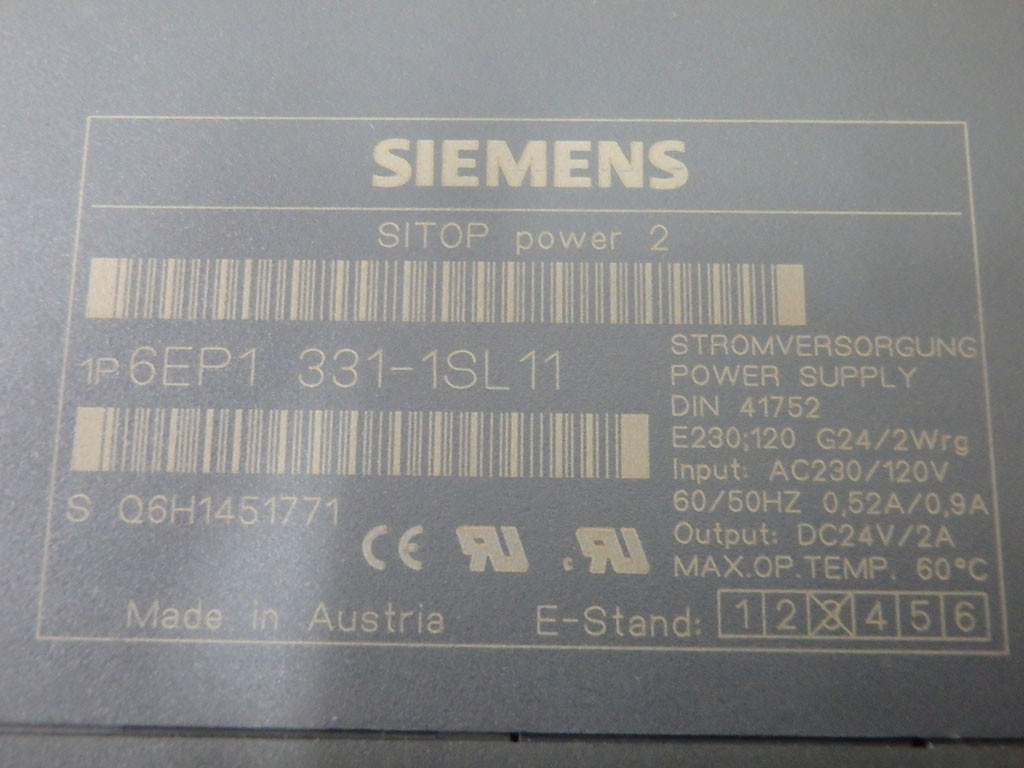 SIEMENS
SITOP power 2
1P 6EP1 331-1SL11
S Q6H1451771
STROMVERSORGUNG
POWER SUPPLY
DIN 41752
E230;120 G24/2Wrg
Input: AC230/120V
60/50HZ 0,52A/0,9A
Output: DC24V/2A
MAX.OP.TEMP. 60°C
CE
Made in Austria
E-Stand: 1 2 3 4 5 6